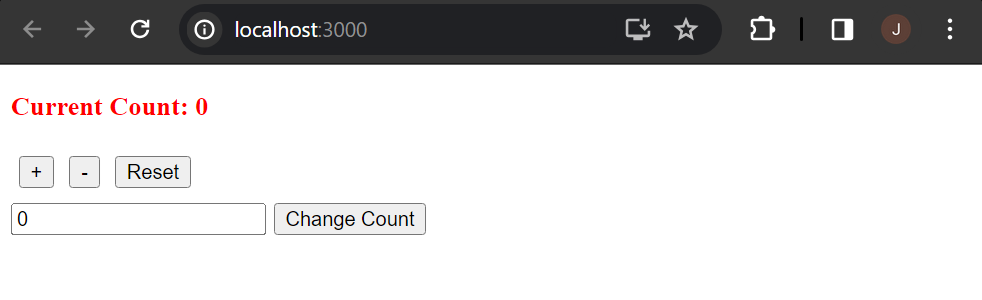 localhost:3000
J
Current Count: 0
+ - Reset
0 Change Count